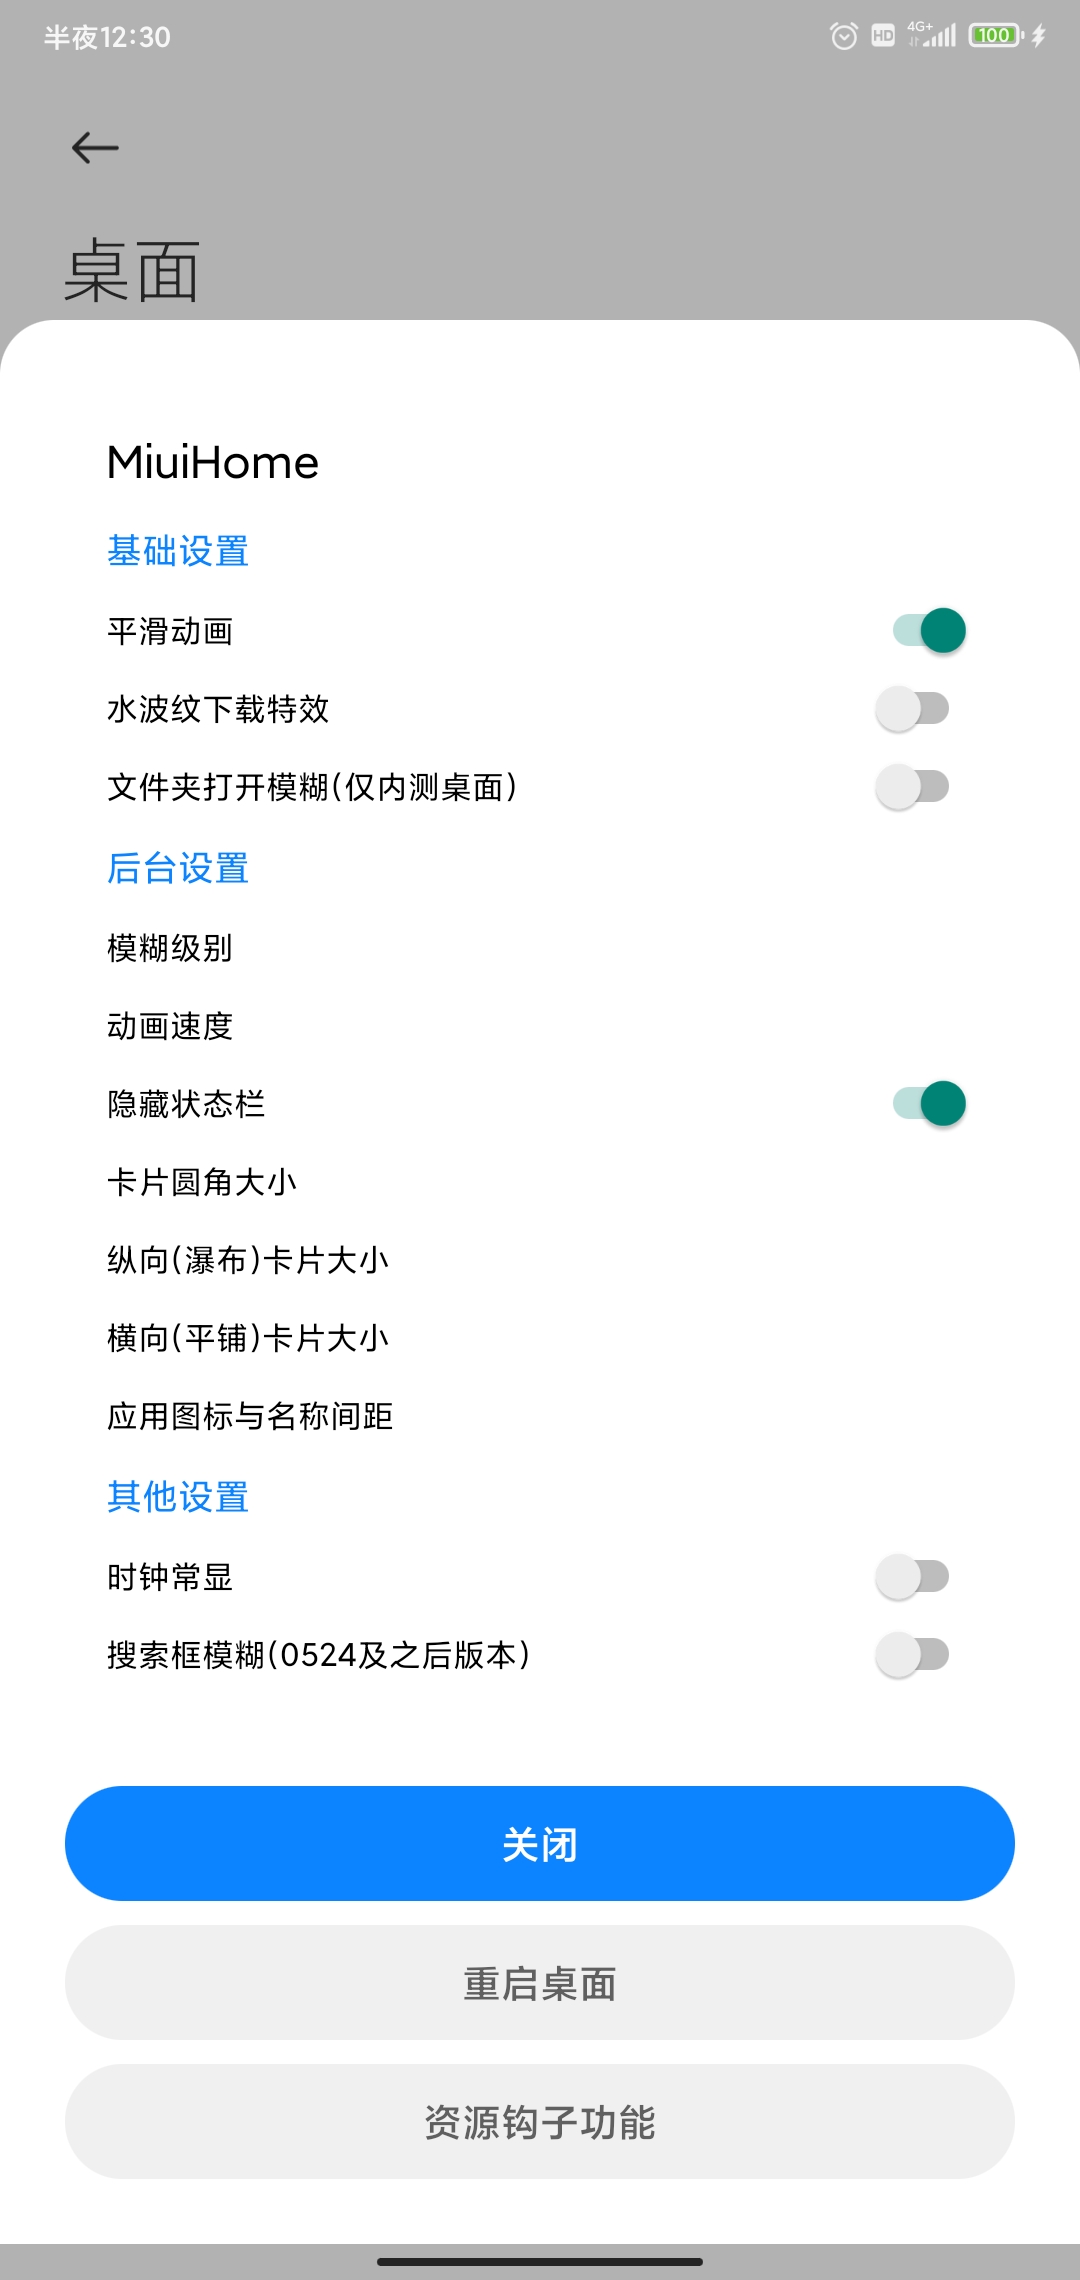 半夜12:30
HD
4G+
100
桌面
MiuiHome
基础设置
平滑动画
水波纹下载特效
文件夹打开模糊(仅内测桌面)
后台设置
模糊级别
动画速度
隐藏状态栏
卡片圆角大小
纵向(瀑布)卡片大小
横向(平铺)卡片大小
应用图标与名称间距
其他设置
时钟常显
搜索框模糊(0524及之后版本)
关闭
重启桌面
资源钩子功能